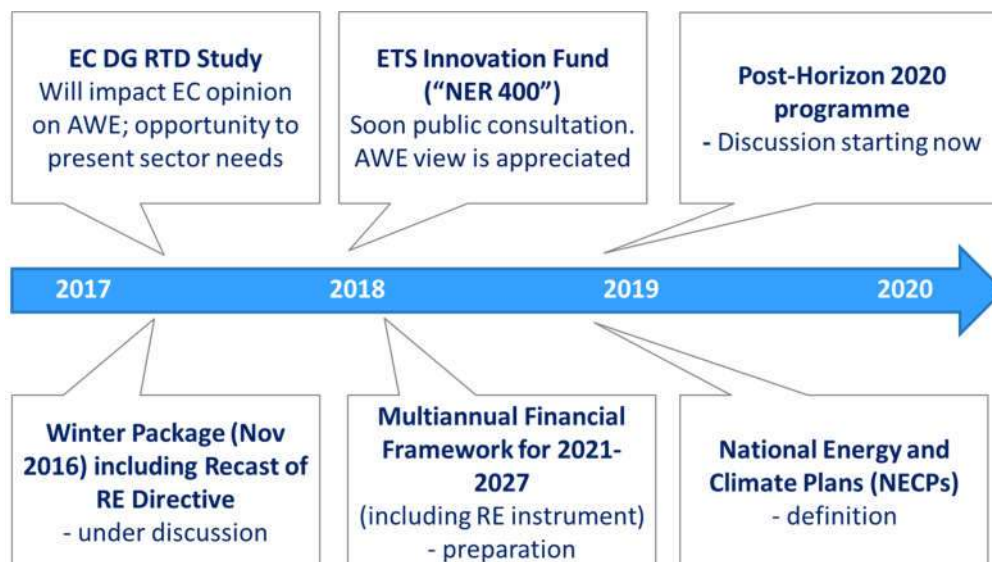 EC DG RTD Study
Will impact EC opinion
on AWE; opportunity to
present sector needs
ETS Innovation Fund
(“NER 400”)
Soon public consultation.
AWE view is appreciated
Post-Horizon 2020
programme
- Discussion starting now
2017 2018 2019 2020
Winter Package (Nov
2016) including Recast of
RE Directive
- under discussion
Multiannual Financial
Framework for 2021-
2027
(including RE instrument)
- preparation
National Energy and
Climate Plans (NECPs)
- definition